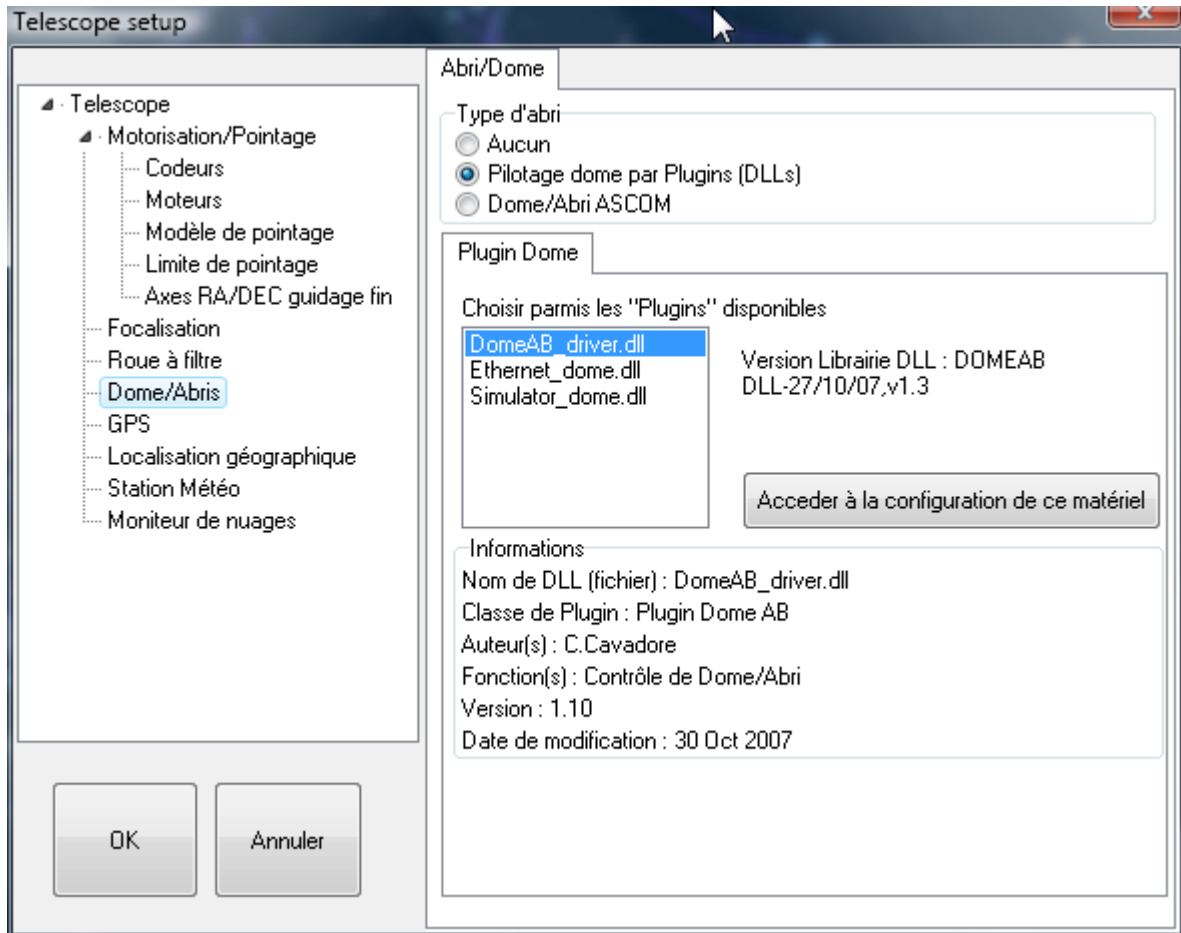 Telescope setup
Telescope
Motorisation/Pointage
Codeurs
Moteurs
Modèle de pointage
Limite de pointage
Axes RA/DEC guidage fin
Focalisation
Roue à filtre
Dome/Abris
GPS
Localisation géographique
Station Météo
Moniteur de nuages
OK
Annuler
Abri/Dome
Type d'abri
Aucun
Pilotage dome par Plugins (DLLs)
Dome/Abri ASCOM
Plugin Dome
Choisir parmis les "Plugins" disponibles
DomeAB_driver.dll
Ethernet_dome.dll
Simulator_dome.dll
Version Librairie DLL : DOMEAB
DLL-27/10/07,v1.3
Acceder à la configuration de ce matériel
Informations
Nom de DLL (fichier) : DomeAB_driver.dll
Classe de Plugin : Plugin Dome AB
Auteur(s) : C.Cavadore
Fonction(s) : Contrôle de Dome/Abri
Version : 1.10
Date de modification : 30 Oct 2007